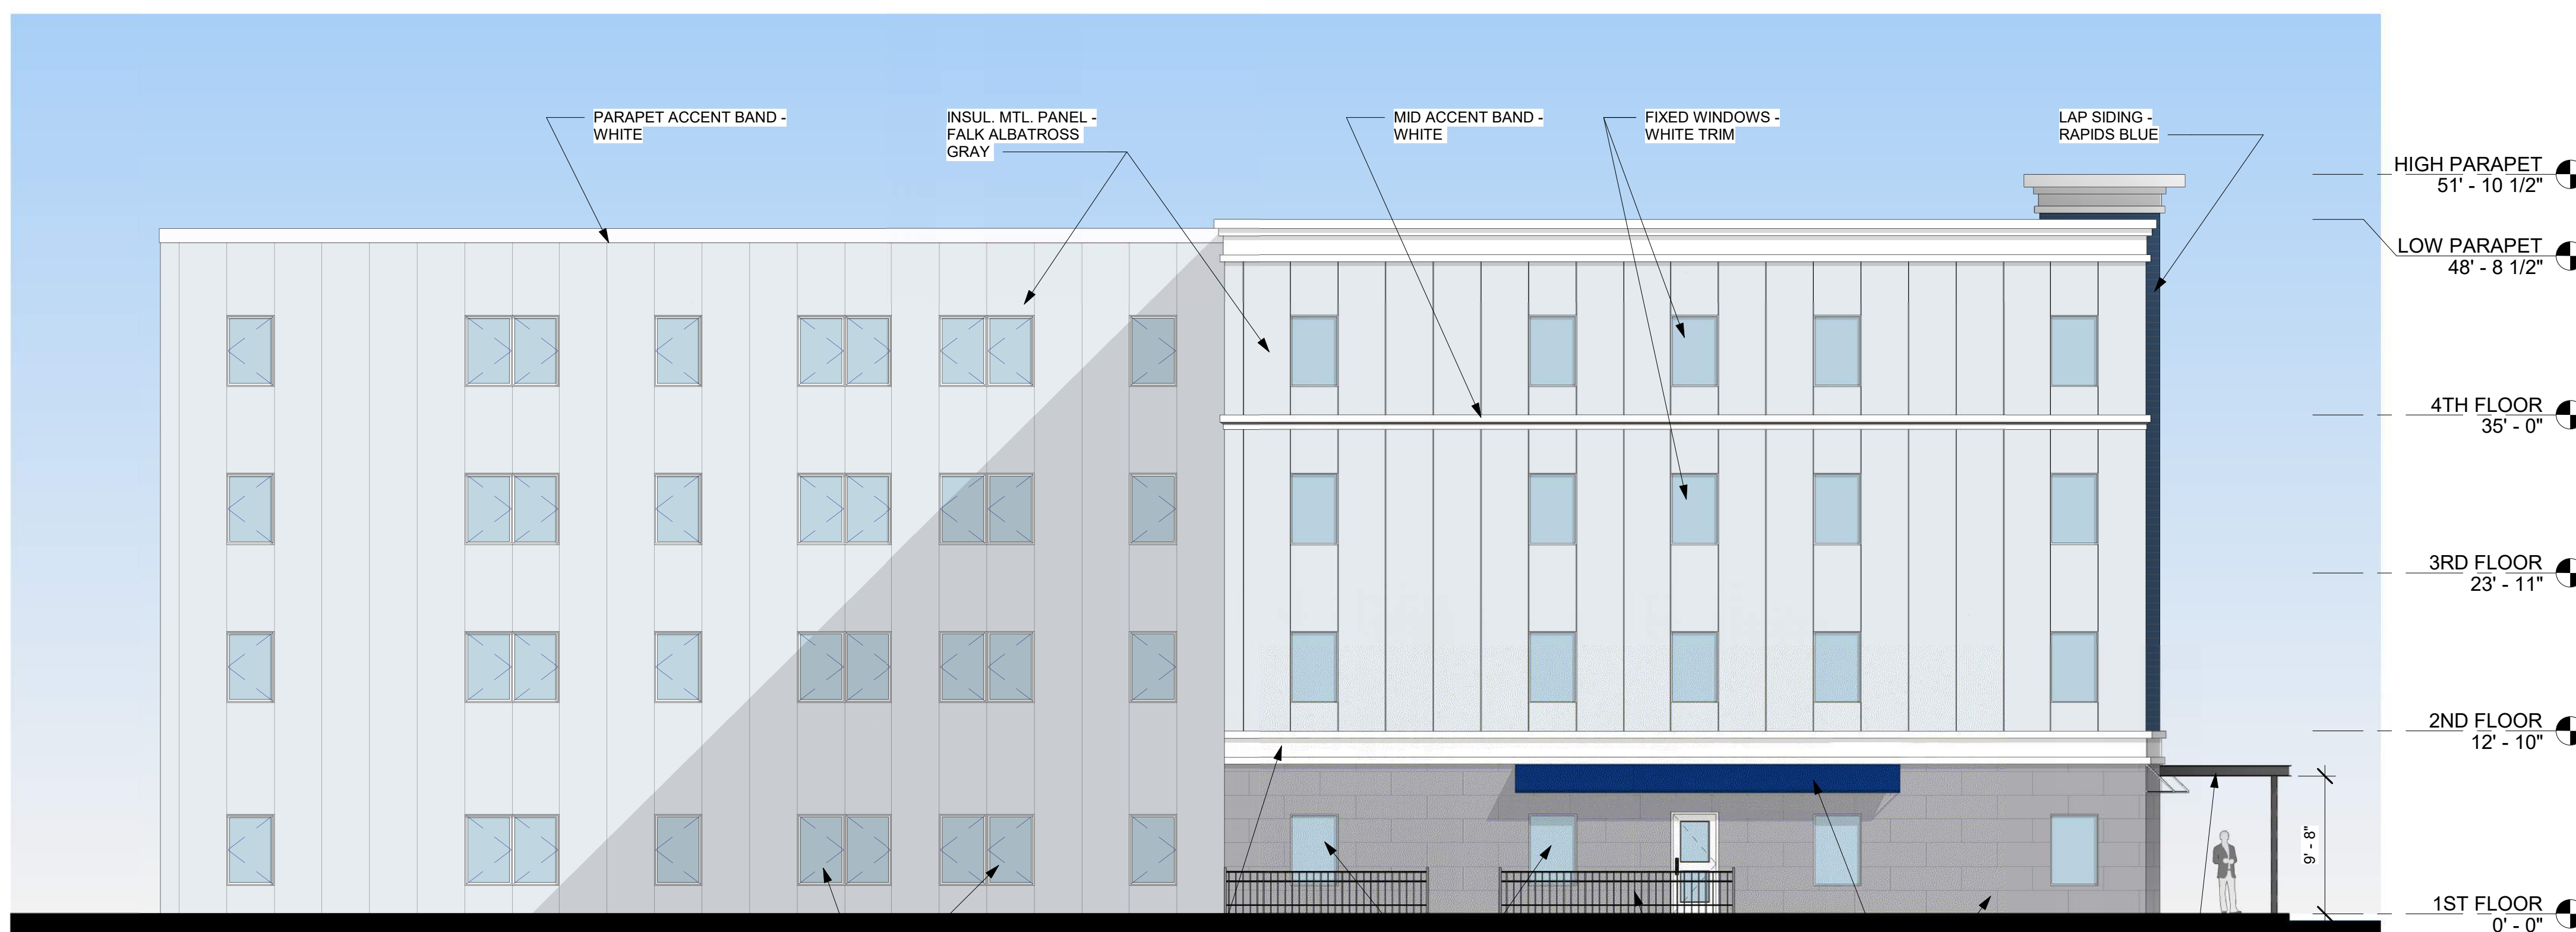 PARAPET ACCENT BAND -
WHITE
INSUL. MTL. PANEL -
FALK ALBATROSS
GRAY
MID ACCENT BAND -
WHITE
FIXED WINDOWS -
WHITE TRIM
LAP SIDING -
RAPIDS BLUE
HIGH PARAPET
51' - 10 1/2"
LOW PARAPET
48' - 8 1/2"
4TH FLOOR
35' - 0"
3RD FLOOR
23' - 11"
2ND FLOOR
12' - 10"
9' - 8"
1ST FLOOR
0' - 0"